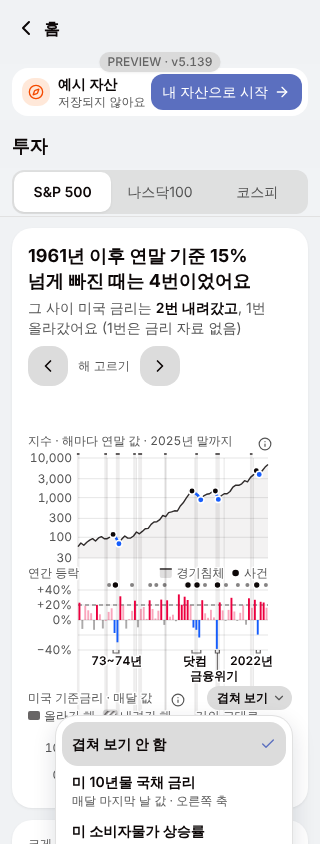 홈
PREVIEW · v5.139
예시 자산
저장되지 않아요
내 자산으로 시작
투자
S&P 500
나스닥100
코스피
1961년 이후 연말 기준 15%
넘게 빠진 때는 4번이었어요
그 사이 미국 금리는 2번 내려갔고, 1번
올라갔어요 (1번은 금리 자료 없음)
해 고르기
지수 · 해마다 연말 값 · 2025년 말까지
10,000
3,000
1,000
300
100
30
연간 등락
경기침체
사건
+40%
+20%
0%
−40%
73~74년
닷컴
2022년
금융위기
미국 기준금리 · 매달 값
겹쳐 보기
겹쳐 보기 안 함
미 10년물 국채 금리
매달 마지막 날 값 · 오른쪽 축
미 소비자물가 상승률